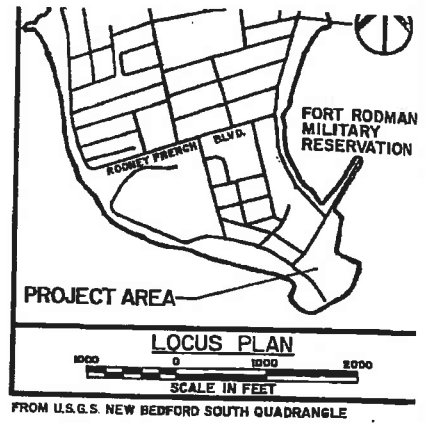 FORT RODMAN
MILITARY
RESERVATION
RODNEY FRENCH BLVD.
PROJECT AREA
LOCUS PLAN
1000 0 1000 2000
SCALE IN FEET
FROM U.S.G.S. NEW BEDFORD SOUTH QUADRANGLE